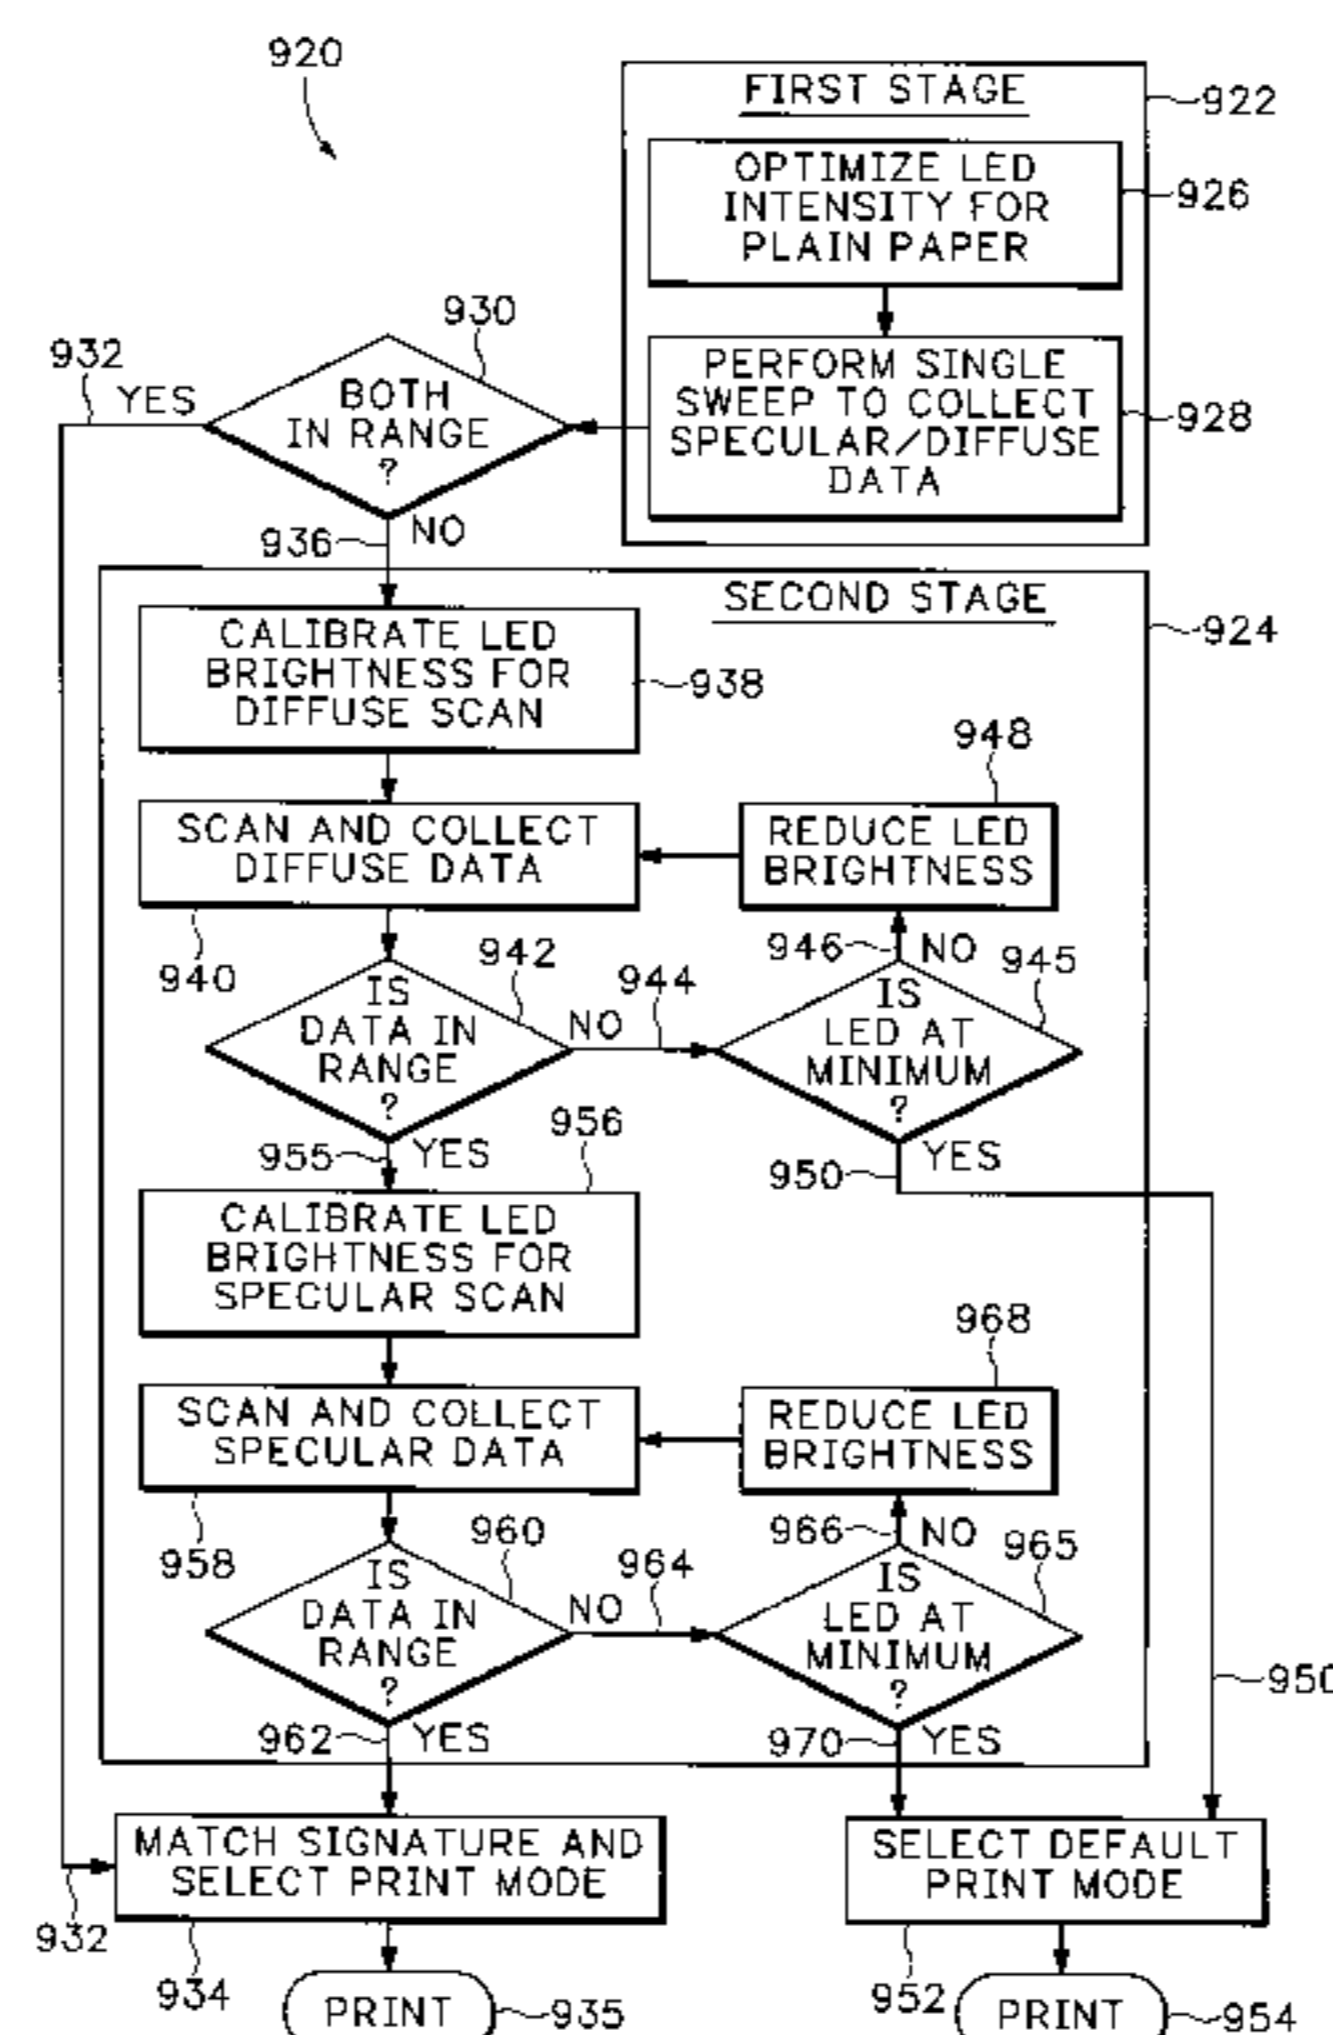 920
FIRST STAGE
922
OPTIMIZE LED
INTENSITY FOR
PLAIN PAPER
926
PERFORM SINGLE
SWEEP TO COLLECT
SPECULAR/DIFFUSE
DATA
928
930
932
YES
BOTH
IN RANGE
?
936
NO
SECOND STAGE
924
CALIBRATE LED
BRIGHTNESS FOR
DIFFUSE SCAN
938
948
SCAN AND COLLECT
DIFFUSE DATA
REDUCE LED
BRIGHTNESS
940
942
944
946
NO
945
IS
DATA IN
RANGE
?
NO
IS
LED AT
MINIMUM
?
955
YES
956
950
YES
CALIBRATE LED
BRIGHTNESS FOR
SPECULAR SCAN
968
SCAN AND COLLECT
SPECULAR DATA
REDUCE LED
BRIGHTNESS
958
960
964
966
NO
965
IS
DATA IN
RANGE
?
NO
IS
LED AT
MINIMUM
?
950
962
YES
970
YES
MATCH SIGNATURE AND
SELECT PRINT MODE
SELECT DEFAULT
PRINT MODE
932
934
952
PRINT
935
PRINT
954